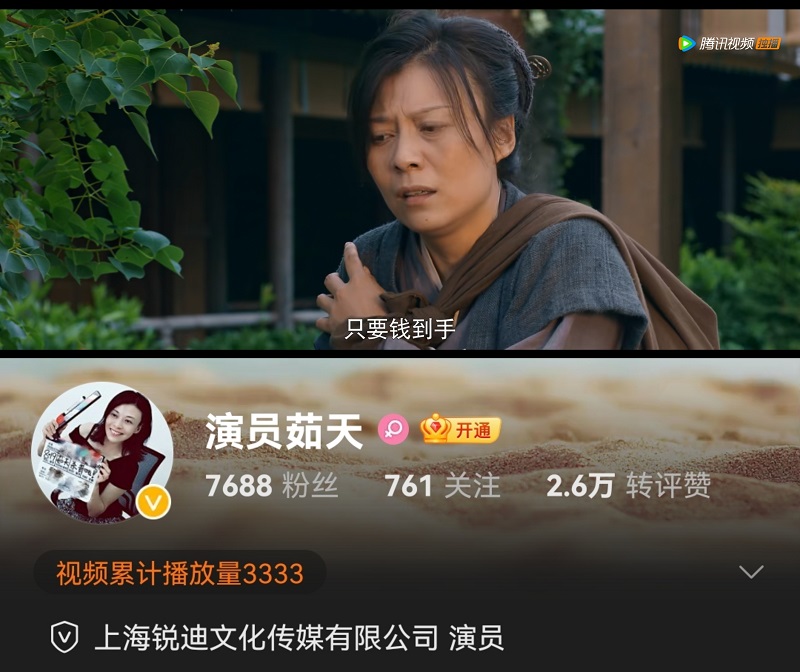 腾讯视频 独播
只要钱到手
演员茹天 开通
7688 粉丝 761 关注 2.6万 转评赞
视频累计播放量3333
上海锐迪文化传媒有限公司 演员